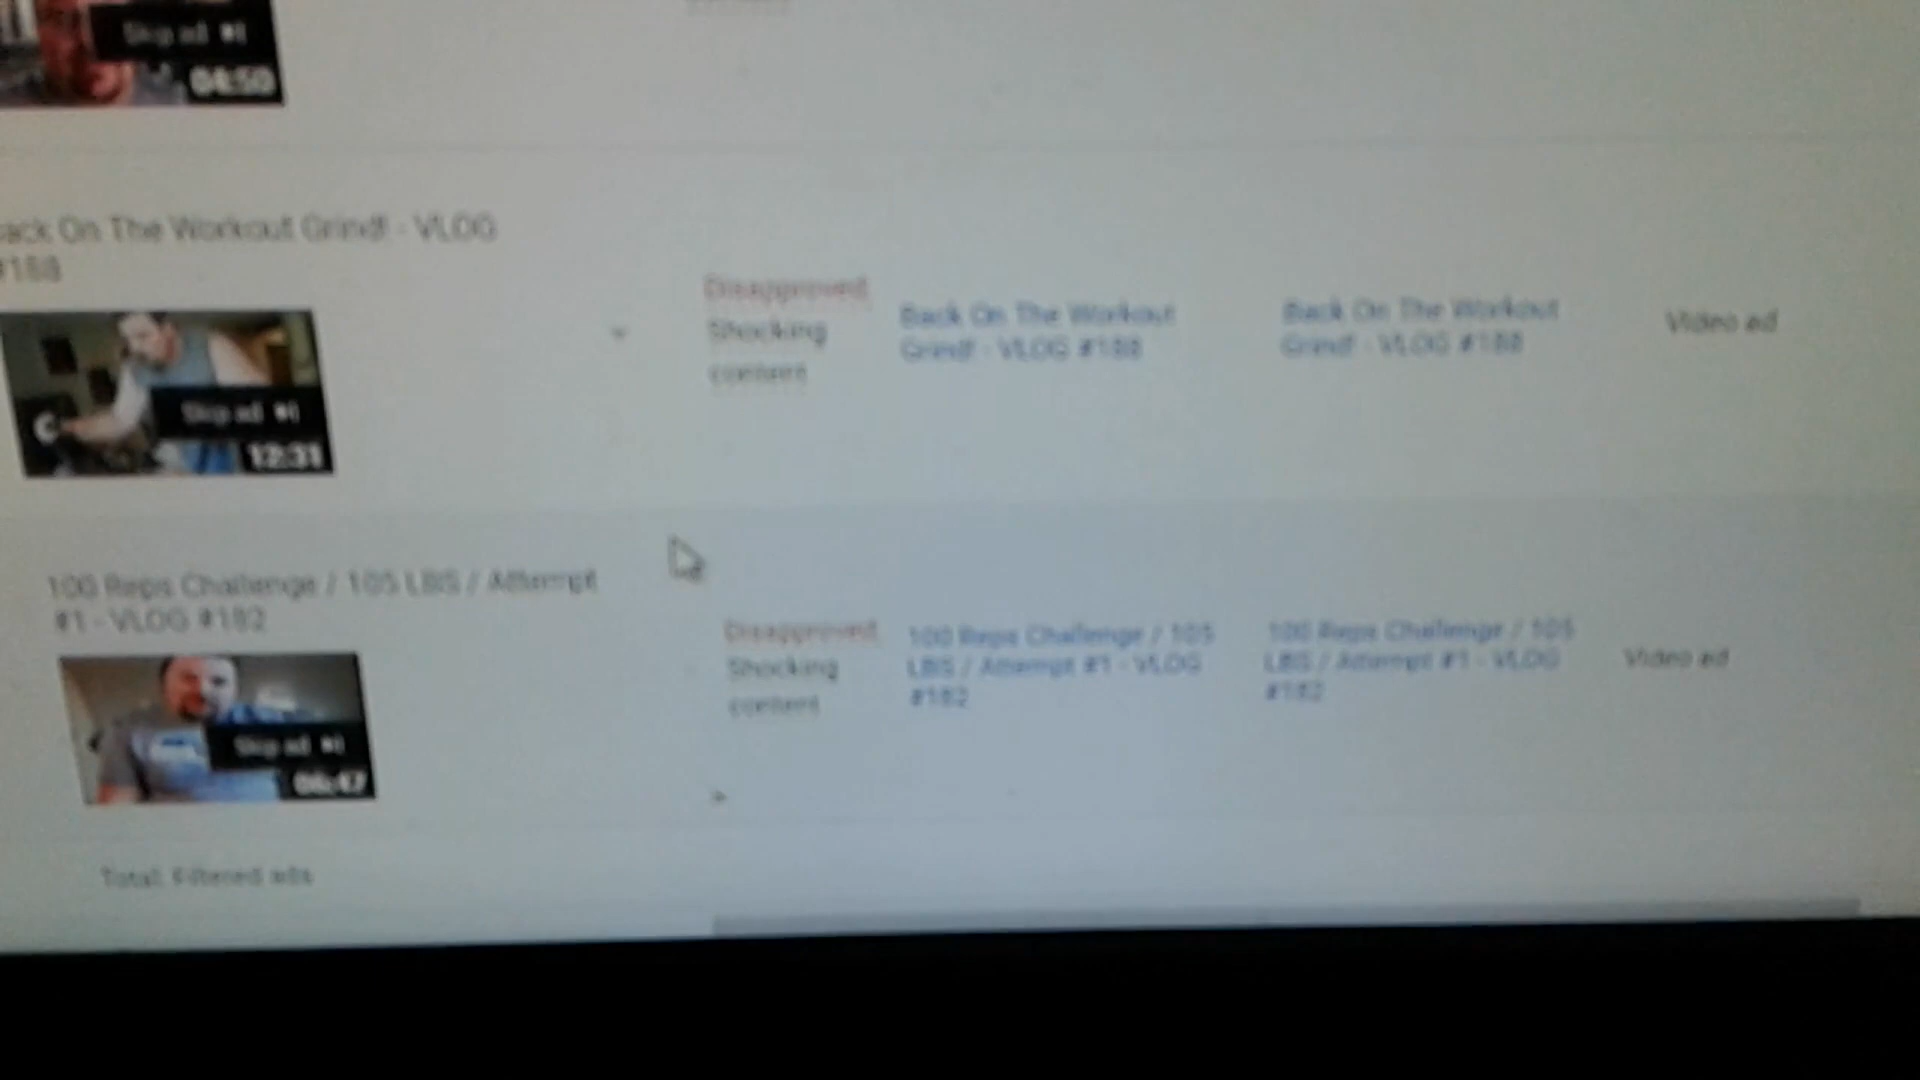 Skip ad
04:50
ack On The Workout Grind! - VLOG
#188
Skip ad
12:31
Disapproved
Shocking
content
Back On The Workout
Grind! - VLOG #188
Back On The Workout
Grind! - VLOG #188
Video ad
100 Reps Challenge / 105 LBS / Attempt
#1 - VLOG #182
Skip ad
06:47
Disapproved
Shocking
content
100 Reps Challenge / 105
LBS / Attempt #1 - VLOG
#182
100 Reps Challenge / 105
LBS / Attempt #1 - VLOG
#182
Video ad
Total: Filtered ads